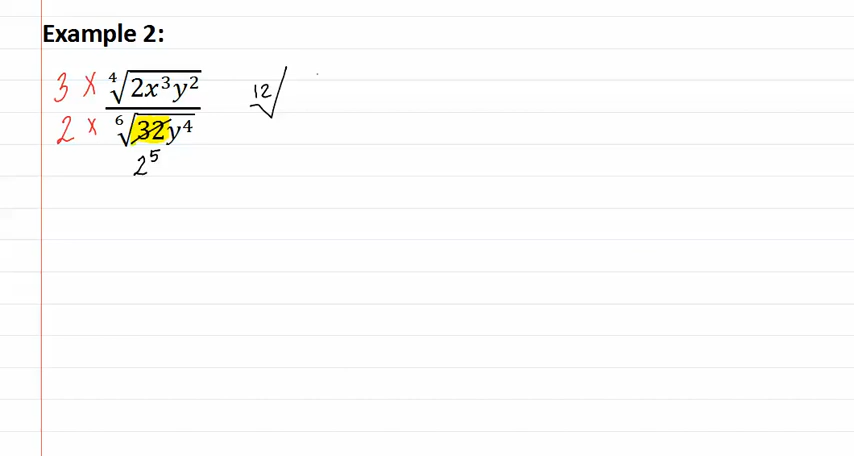 Example 2:
3 × ⁴√2x³y² ¹²√
2 × ⁶√32y⁴
2⁵